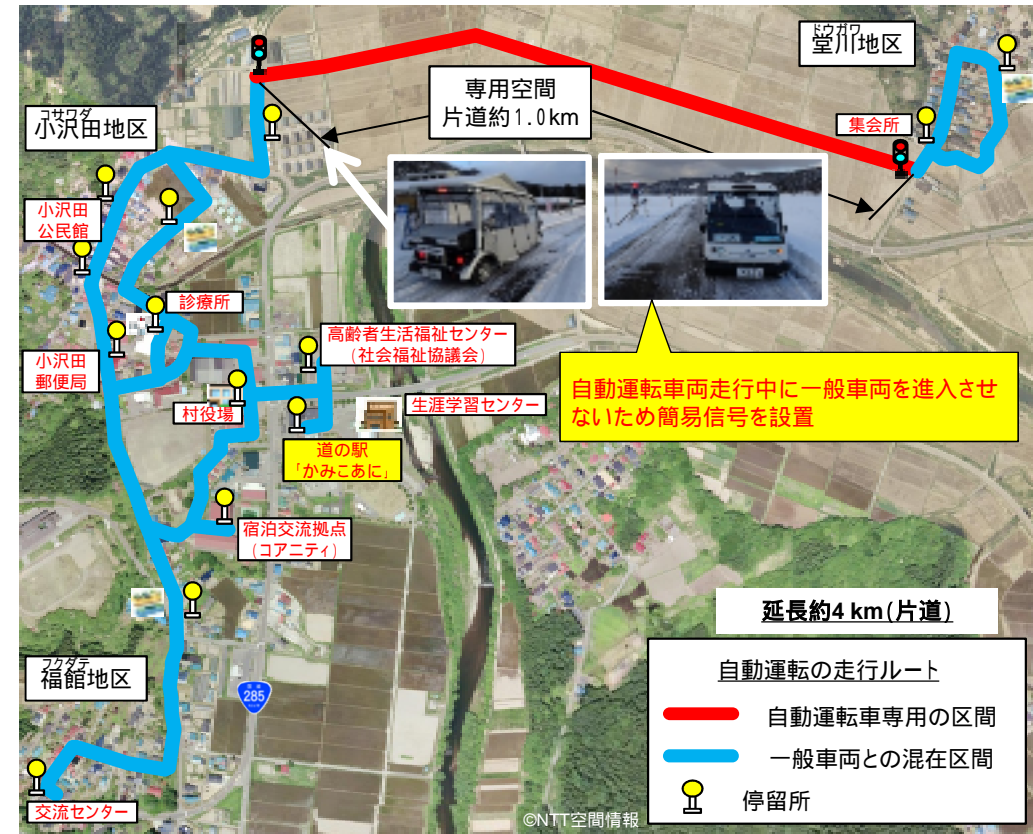 ドウガワ
堂川地区
専用空間
片道約1.0km
コサワダ
小沢田地区
集会所
小沢田
公民館
診療所
高齢者生活福祉センター
(社会福祉協議会)
小沢田
郵便局
自動運転車両走行中に一般車両を進入させ
ないため簡易信号を設置
村役場
生涯学習センター
道の駅
「かみこあに」
宿泊交流拠点
(コアニティ)
延長約4 km(片道)
フクダテ
福館地区
285
自動運転の走行ルート
自動運転車専用の区間
一般車両との混在区間
停留所
交流センター
©NTT空間情報